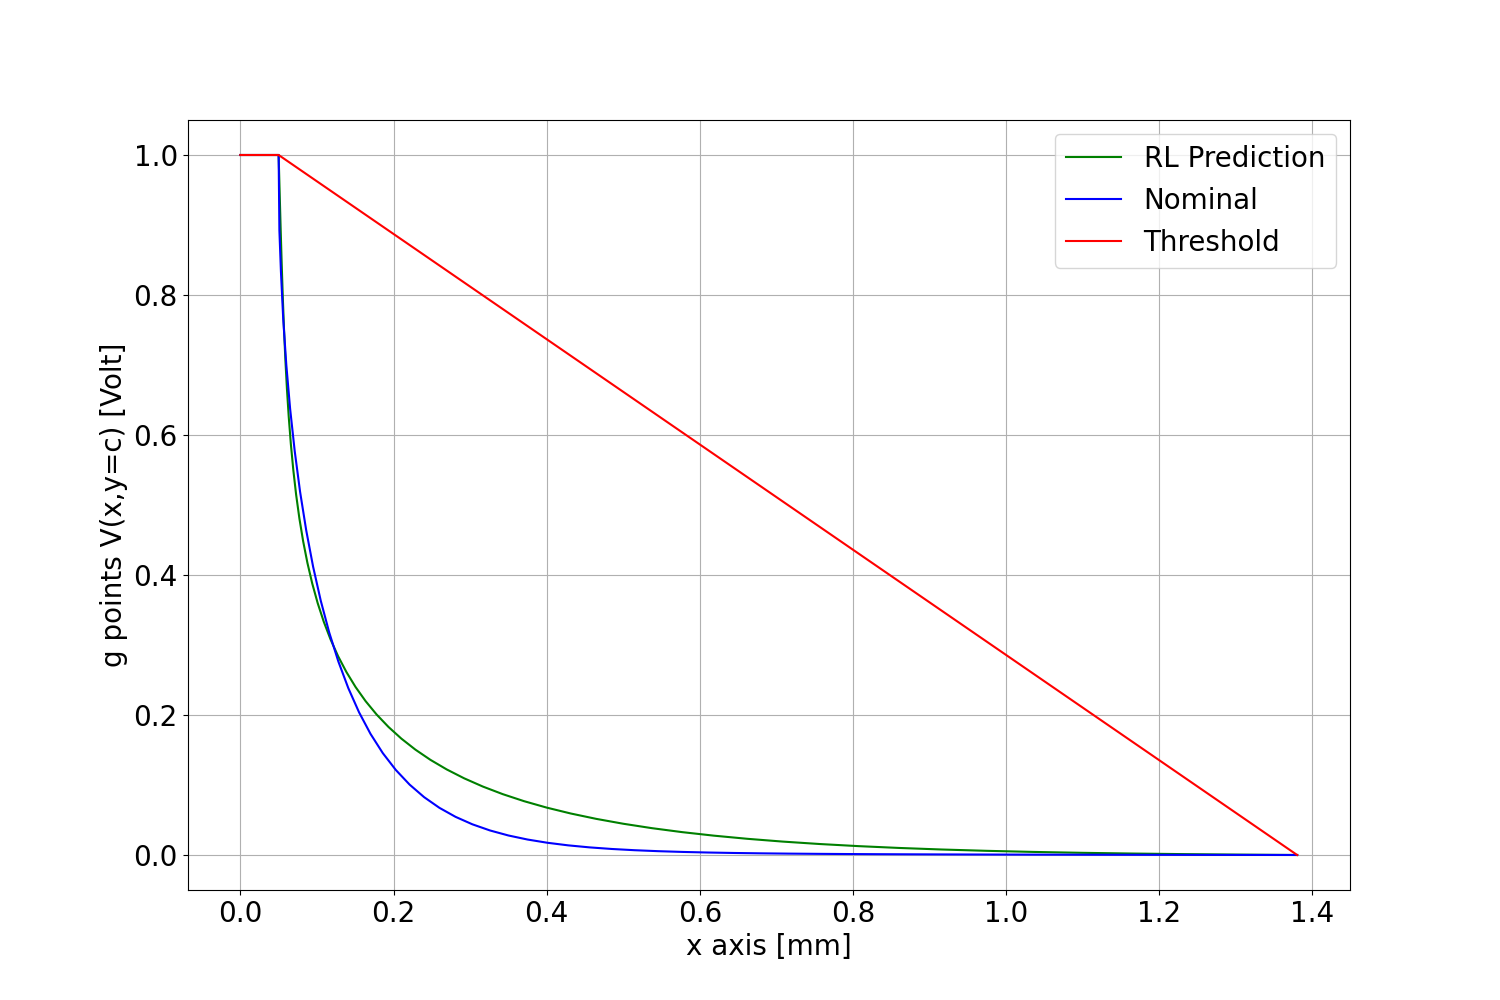 RL Prediction
Nominal
Threshold
1.0
0.8
0.6
0.4
0.2
0.0
g points V(x,y=c) [Volt]
0.0 0.2 0.4 0.6 0.8 1.0 1.2 1.4
x axis [mm]